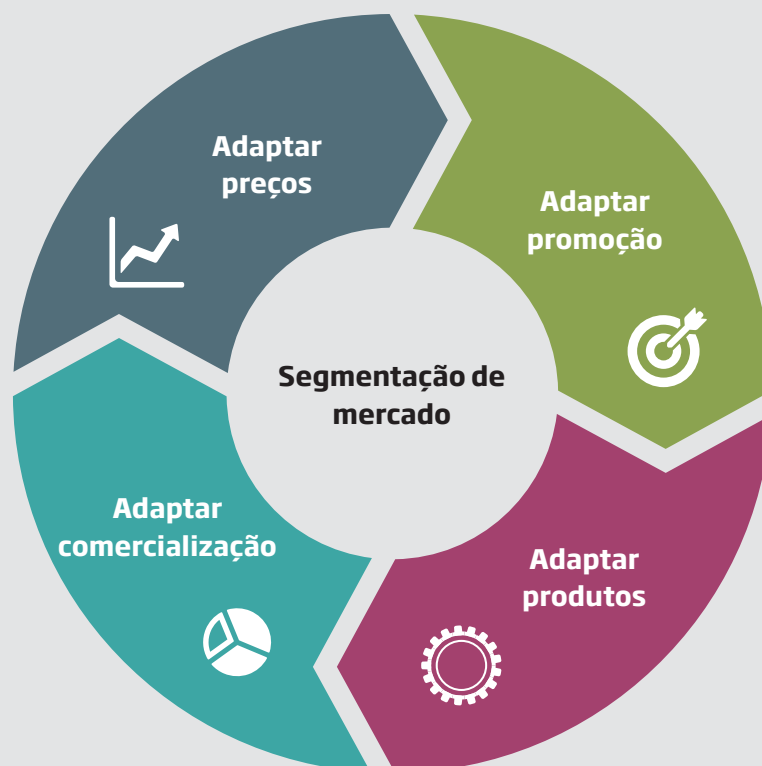 Adaptar
preços
Adaptar
promoção
Segmentação de
mercado
Adaptar
comercialização
Adaptar
produtos